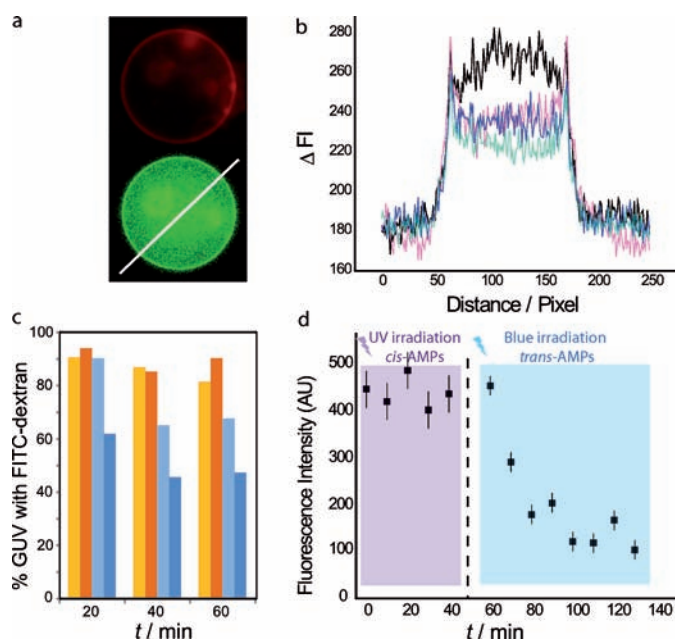 a
b
280
260
240
220
200
180
160
Δ FI
0 50 100 150 200 250
Distance / Pixel
c
100
80
60
40
20
0
% GUV with FITC-dextran
20 40 60
t / min
d
UV irradiation
cis-AMPs
Blue irradiation
trans-AMPs
500
400
300
200
100
0
Fluorescence Intensity (AU)
0 20 40 60 80 100 120 140
t / min